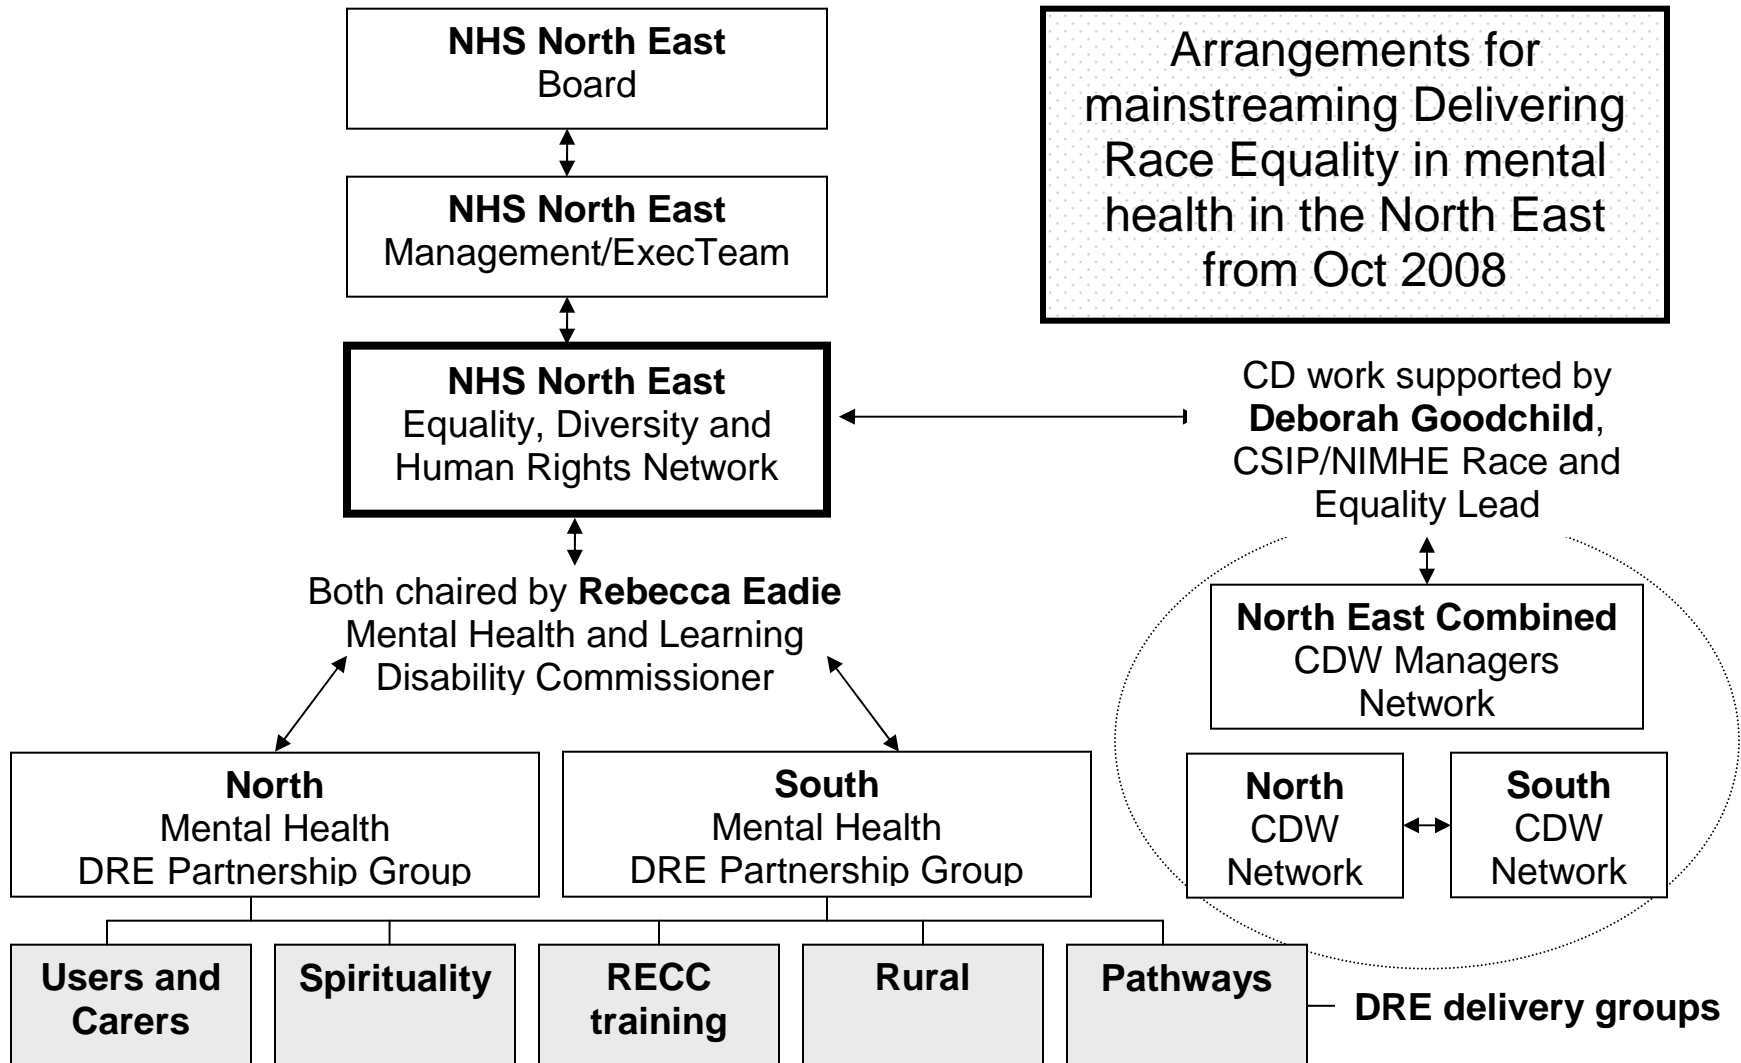 NHS North East
Board
Arrangements for
mainstreaming Delivering
Race Equality in mental
health in the North East
from Oct 2008
NHS North East
Management/ExecTeam
NHS North East
Equality, Diversity and
Human Rights Network
CD work supported by
Deborah Goodchild,
CSIP/NIMHE Race and
Equality Lead
Both chaired by Rebecca Eadie
Mental Health and Learning
Disability Commissioner
North East Combined
CDW Managers
Network
North
Mental Health
DRE Partnership Group
South
Mental Health
DRE Partnership Group
North
CDW
Network
South
CDW
Network
Users and
Carers
Spirituality
RECC
training
Rural
Pathways
DRE delivery groups